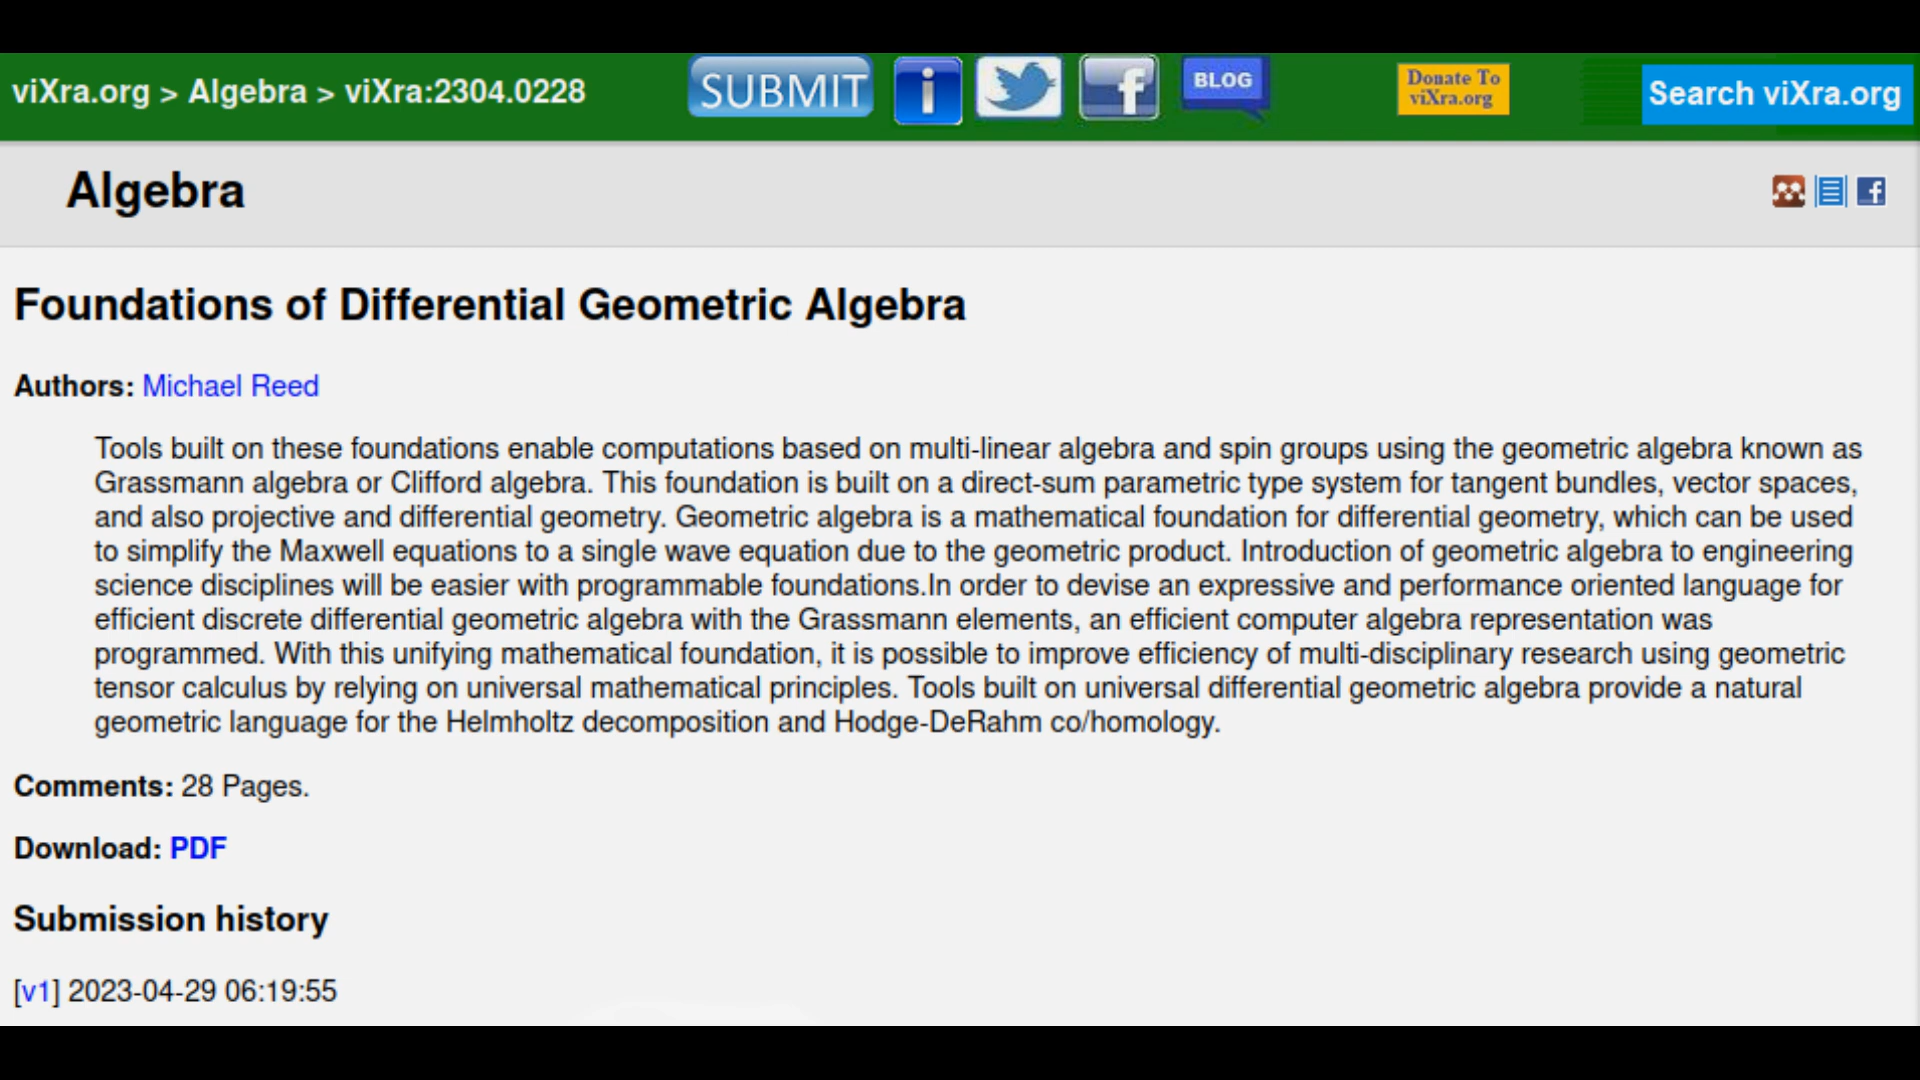 viXra.org > Algebra > viXra:2304.0228
SUBMIT
i
f
BLOG
Donate To
viXra.org
Search viXra.org
Algebra
f
Foundations of Differential Geometric Algebra
Authors: Michael Reed
Tools built on these foundations enable computations based on multi-linear algebra and spin groups using the geometric algebra known as
Grassmann algebra or Clifford algebra. This foundation is built on a direct-sum parametric type system for tangent bundles, vector spaces,
and also projective and differential geometry. Geometric algebra is a mathematical foundation for differential geometry, which can be used
to simplify the Maxwell equations to a single wave equation due to the geometric product. Introduction of geometric algebra to engineering
science disciplines will be easier with programmable foundations.In order to devise an expressive and performance oriented language for
efficient discrete differential geometric algebra with the Grassmann elements, an efficient computer algebra representation was
programmed. With this unifying mathematical foundation, it is possible to improve efficiency of multi-disciplinary research using geometric
tensor calculus by relying on universal mathematical principles. Tools built on universal differential geometric algebra provide a natural
geometric language for the Helmholtz decomposition and Hodge-DeRahm co/homology.
Comments: 28 Pages.
Download: PDF
Submission history
[v1] 2023-04-29 06:19:55